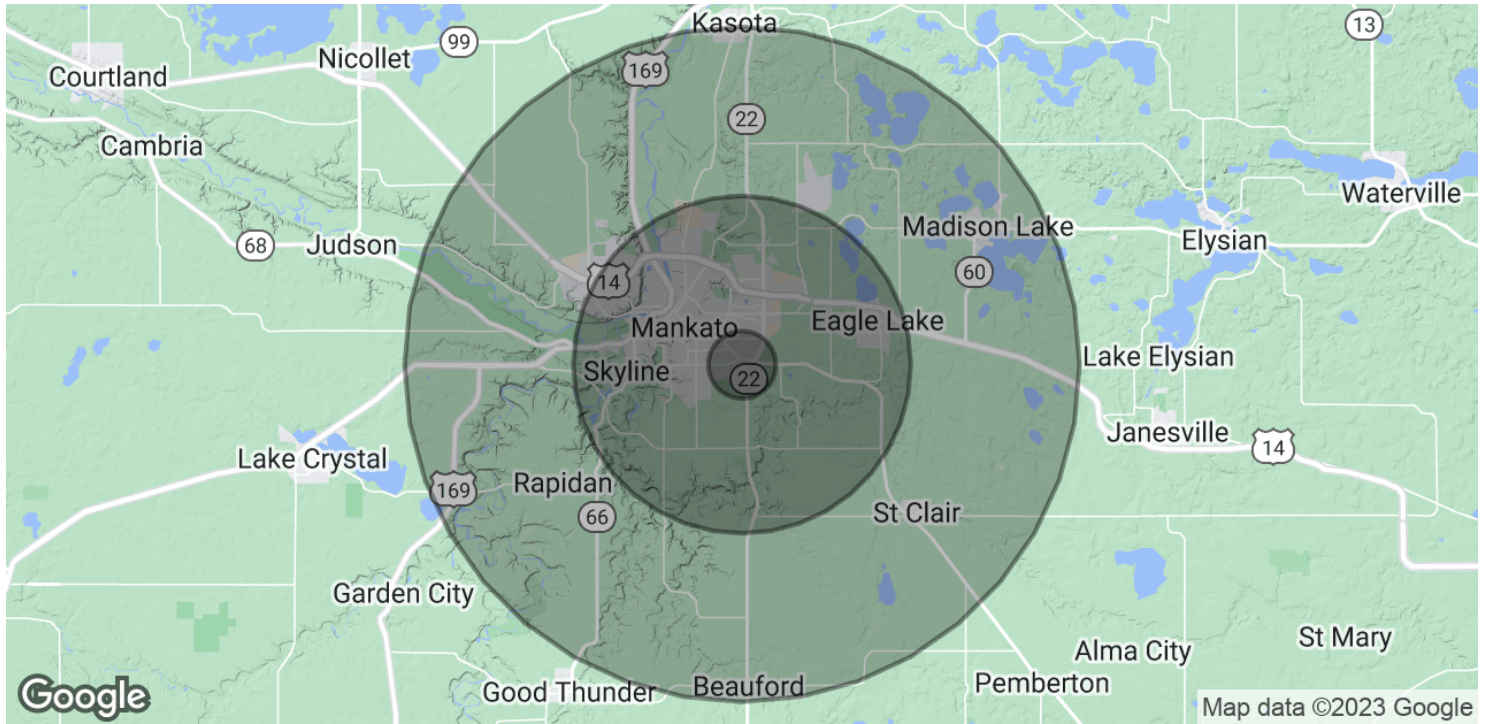 Kasota
13
99
Nicollet
169
Courtland
22
Cambria
Waterville
Madison Lake
68
Judson
Elysian
60
14
Eagle Lake
Mankato
Lake Elysian
Skyline
22
Janesville
14
Lake Crystal
169
Rapidan
66
St Clair
Garden City
St Mary
Alma City
Good Thunder
Beauford
Pemberton
Google
Map data ©2023 Google